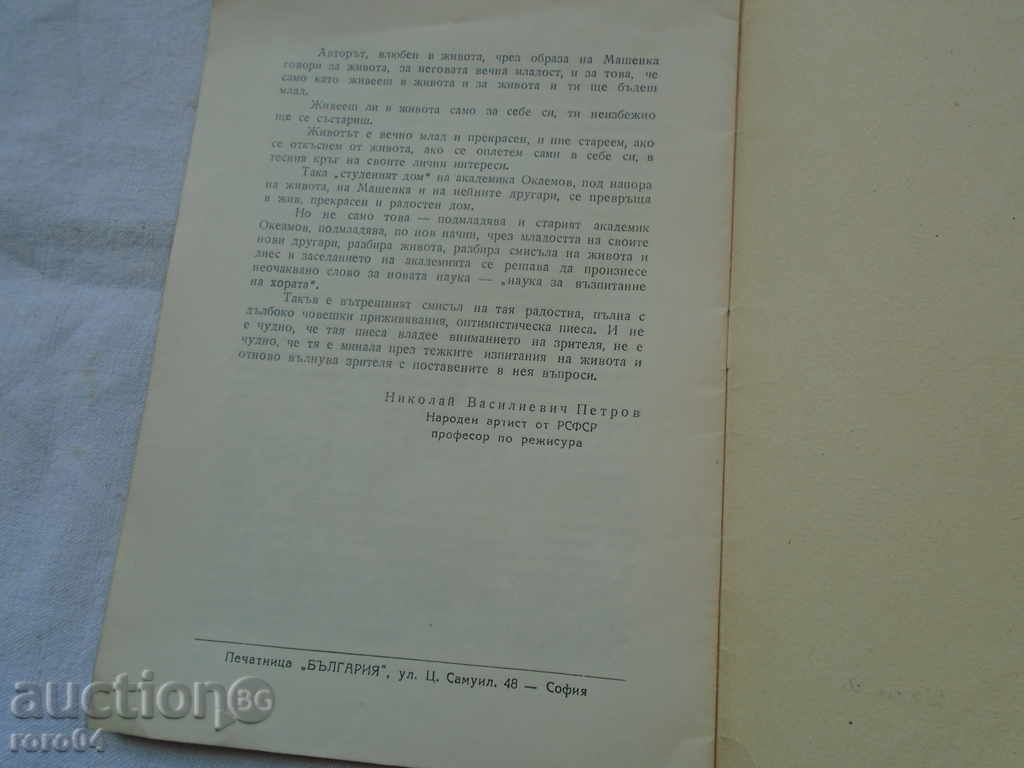 Авторът, влюбен в живота, чрез образа на Машенка
говори за живота, за неговата вечна младост, и за това, че
само като живееш в живота и за живота и ти ще бъдеш
млад.
Живееш ли в живота само за себе си, ти неизбежно
ще се състариш.
Животът е вечно млад и прекрасен, и ние стареем, ако
се откъснем от живота, ако се оплетем сами в себе си, в
тесния кръг на своите лични интереси.
Така „студеният дом“ на академика Окаемов, под напора
на живота, на Машенка и на нейните другари, се превръща
в жив, прекрасен и радостен дом.
Но не само това — подмладява и старият академик
Океамов, подмладява, по нов начин, чрез младостта на своите
нови другари, разбира живота, разбира смисъла на живота и
днес в заседанието на академията се решава да произнесе
неочаквано слово за новата наука — „наука за възпитание
на хората“.
Такъв е вътрешният смисъл на тая радостна, пълна с
дълбоко човешки приживявания, оптимистическа пиеса. И не
е чудно, че тая пиеса владее вниманието на зрителя, не е
чудно, че тя е минала през тежките изпитания на живота и
отново вълнува зрителя с поставените в нея въпроси.
Николай Василиевич Петров
Народен артист от РСФСР
професор по режисура
Печатница „БЪЛГАРИЯ“, ул. Ц. Самуил, 48 — София
auction BG
roro04